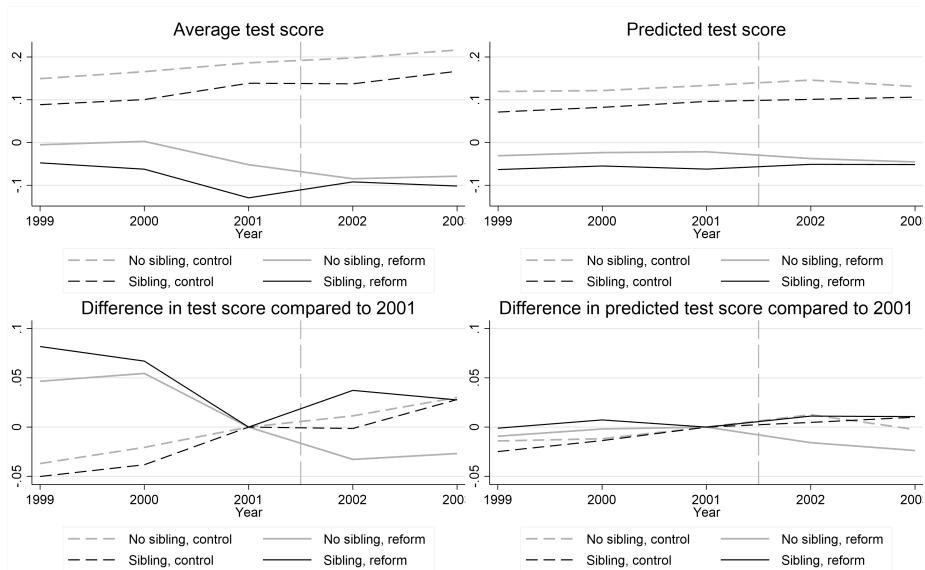 Average test score
.2
.1
0
-.1
1999 2000 2001 2002 200
Year
No sibling, control No sibling, reform
Sibling, control Sibling, reform
Predicted test score
.2
.1
0
-.1
1999 2000 2001 2002 200
Year
No sibling, control No sibling, reform
Sibling, control Sibling, reform
Difference in test score compared to 2001
.1
.05
0
-.05
1999 2000 2001 2002 200
Year
No sibling, control No sibling, reform
Sibling, control Sibling, reform
Difference in predicted test score compared to 2001
.1
.05
0
-.05
1999 2000 2001 2002 200
Year
No sibling, control No sibling, reform
Sibling, control Sibling, reform